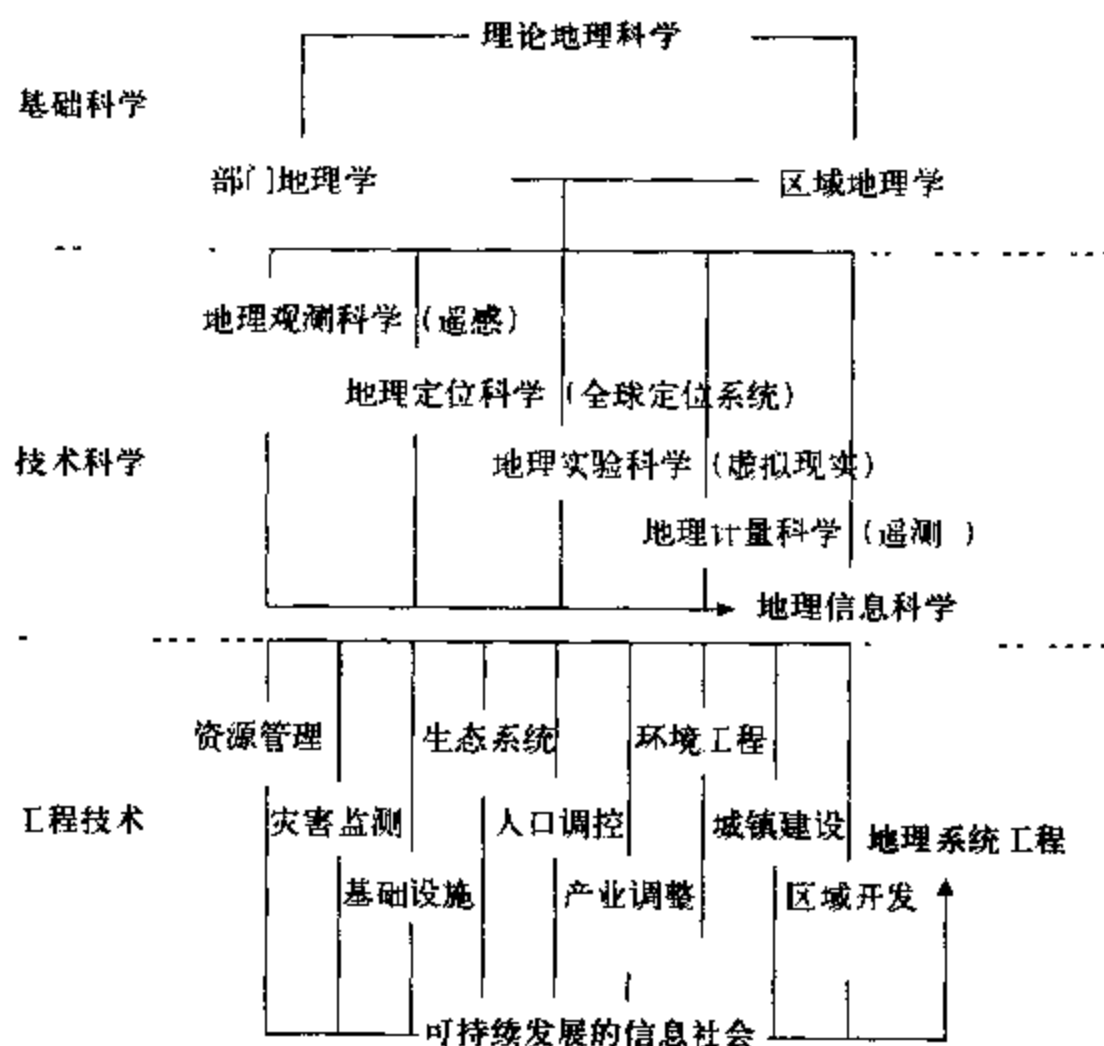 理论地理科学
基础科学
部门地理学 区域地理学
地理观测科学(遥感)
地理定位科学(全球定位系统)
技术科学
地理实验科学(虚拟现实)
地理计量科学(遥测 )
地理信息科学
资源管理 生态系统 环境工程
工程技术
灾害监测 人口调控 城镇建设 地理系统工程
基础设施 产业调整 区域开发
可持续发展的信息社会